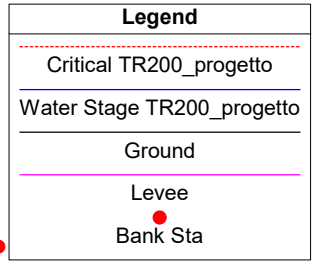 Legend
Critical TR200_progetto
Water Stage TR200_progetto
Ground
Levee
Bank Sta